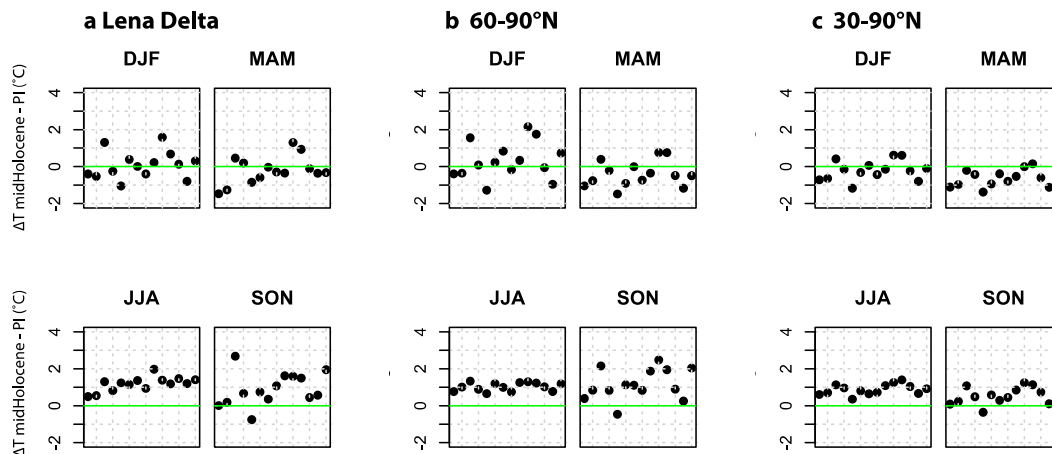 a Lena Delta
b 60-90°N
c 30-90°N
DJF
MAM
DJF
MAM
DJF
MAM
ΔT midHolocene - PI (°C)
4
2
0
-2
4
2
0
-2
4
2
0
-2
JJA
SON
JJA
SON
JJA
SON
ΔT midHolocene - PI (°C)
4
2
0
-2
4
2
0
-2
4
2
0
-2